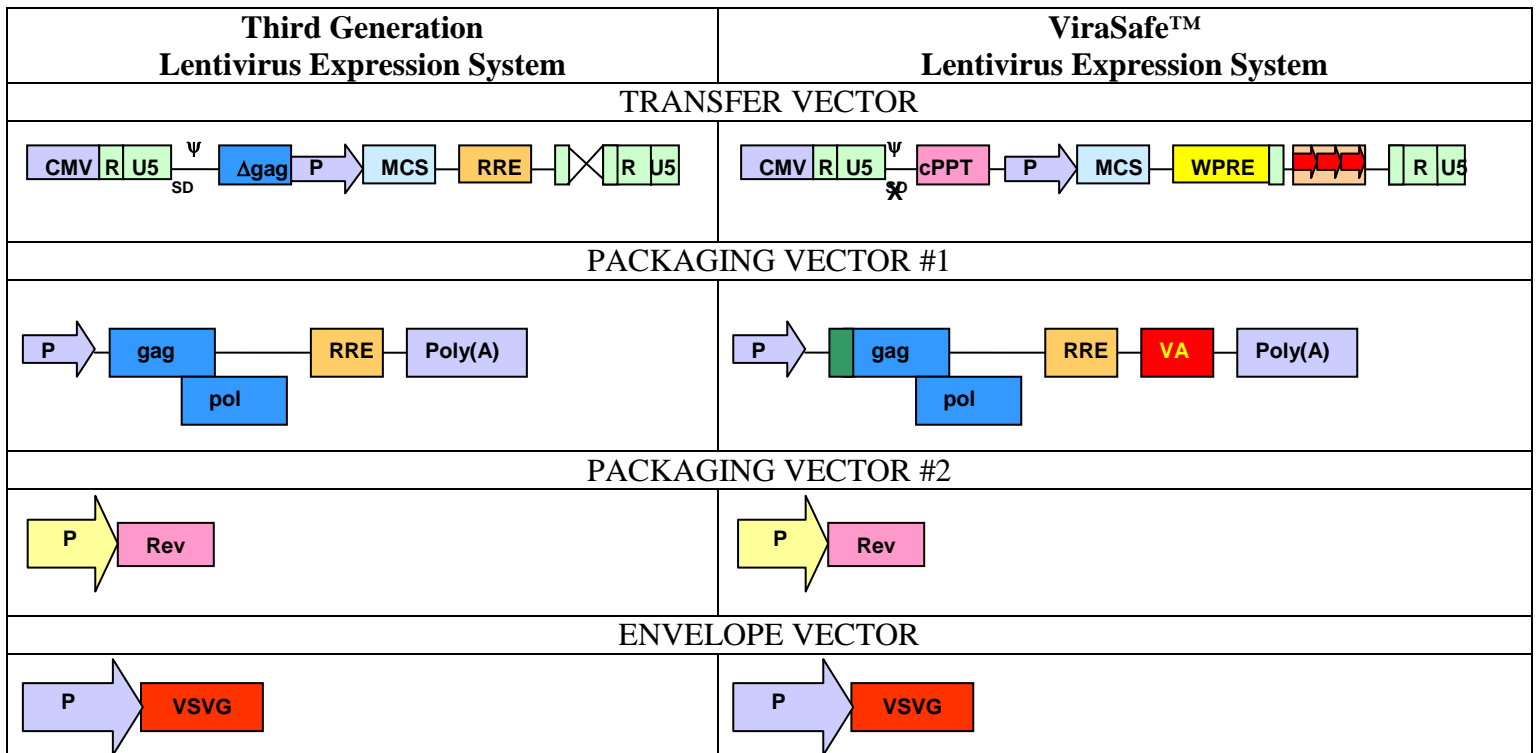 Third Generation
Lentivirus Expression System
ViraSafe™
Lentivirus Expression System
TRANSFER VECTOR
CMV R U5 ψ SD Δgag P MCS RRE R U5
CMV R U5 ψ SD X cPPT P MCS WPRE R U5
PACKAGING VECTOR #1
P gag pol RRE Poly(A)
P gag pol RRE VA Poly(A)
PACKAGING VECTOR #2
P Rev
P Rev
ENVELOPE VECTOR
P VSVG
P VSVG